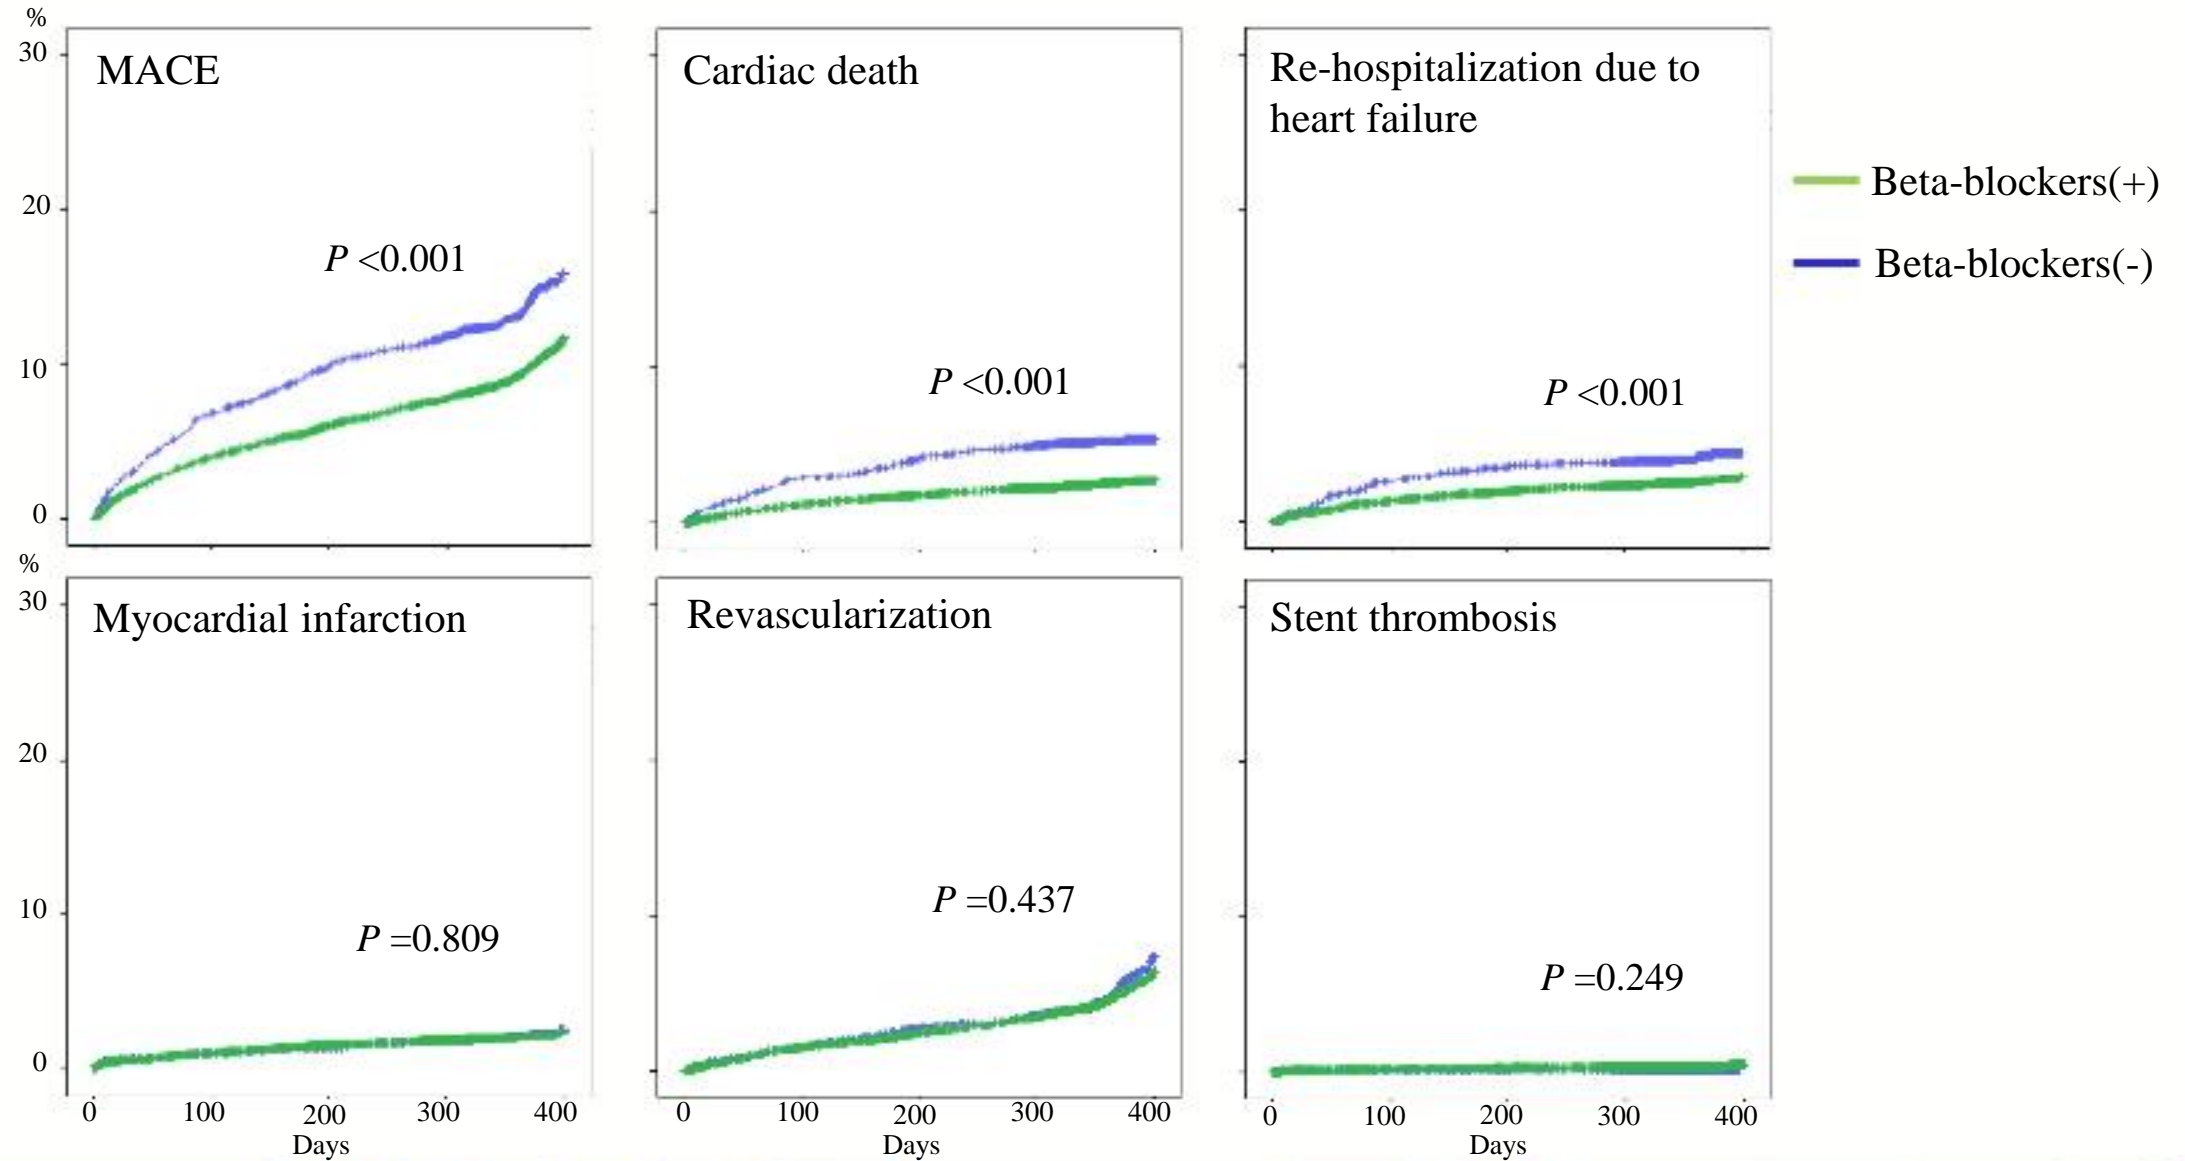 %
30
20
10
0
MACE
P <0.001
Cardiac death
P <0.001
Re-hospitalization due to
heart failure
P <0.001
Beta-blockers(+)
Beta-blockers(-)
%
30
20
10
0
Myocardial infarction
P =0.809
0 100 200 300 400
Days
Revascularization
P =0.437
0 100 200 300 400
Days
Stent thrombosis
P =0.249
0 100 200 300 400
Days